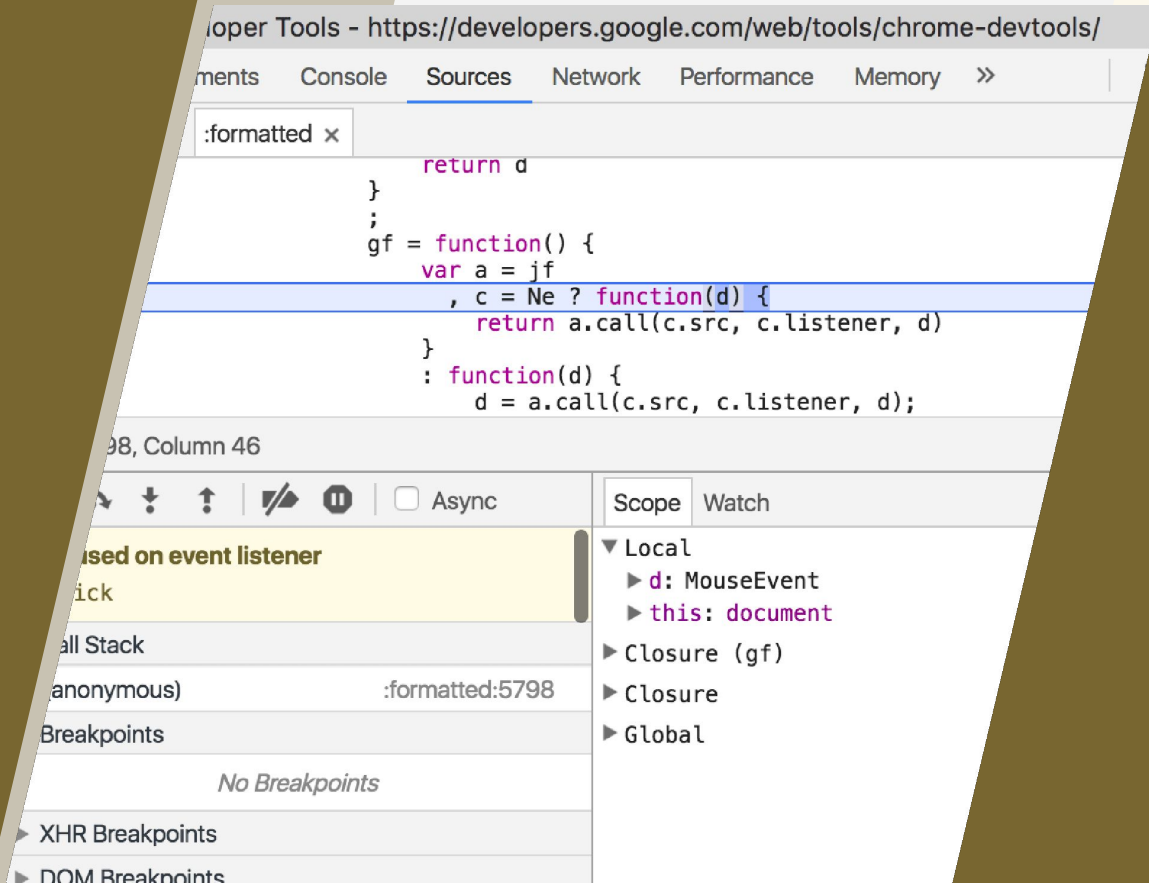 loper Tools - https://developers.google.com/web/tools/chrome-devtools/
ments Console Sources Network Performance Memory »
:formatted ×
return d
}
;
gf = function() {
var a = jf
, c = Ne ? function(d) {
return a.call(c.src, c.listener, d)
}
: function(d) {
d = a.call(c.src, c.listener, d);
98, Column 46
Async
Scope Watch
used on event listener
ick
all Stack
(anonymous) :formatted:5798
Breakpoints
No Breakpoints
XHR Breakpoints
DOM Breakpoints
Local
d: MouseEvent
this: document
Closure (gf)
Closure
Global